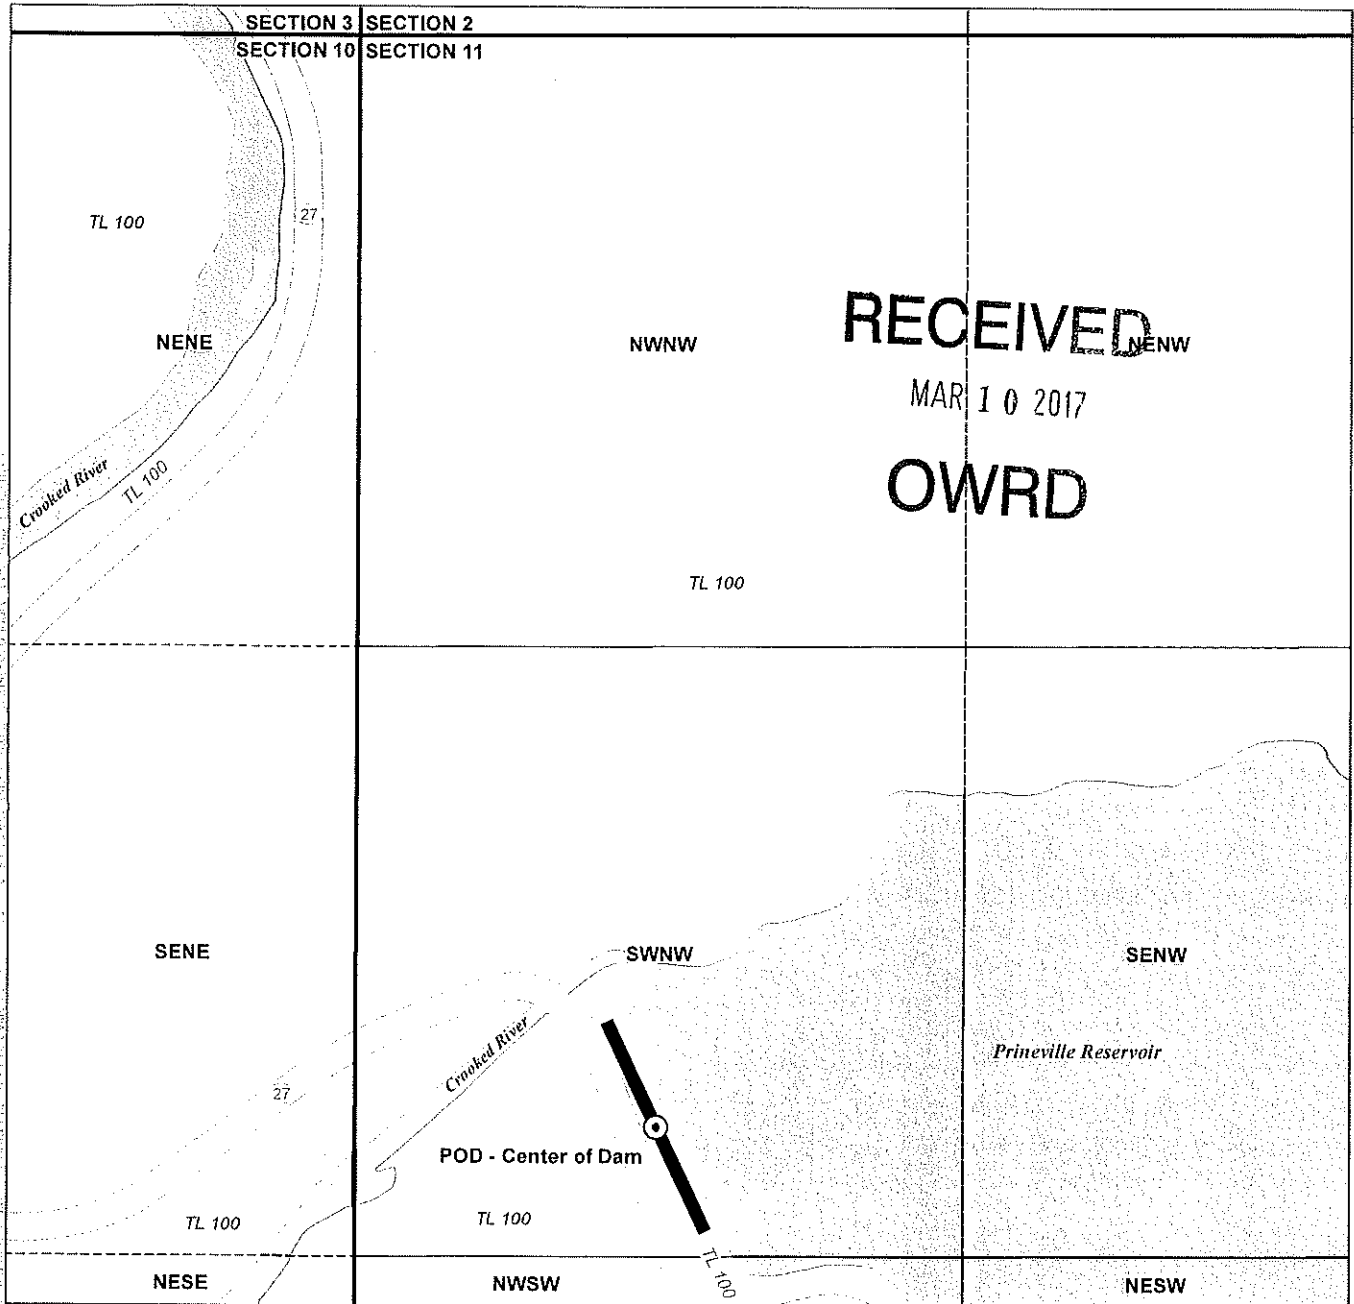 SECTION 3 SECTION 2
SECTION 10 SECTION 11
TL 100
27
RECEIVED
NENE
NWNW
NENW
MAR 10 2017
Crooked River
TL 100
OWRD
TL 100
SENE
SWNW
SENW
Crooked River
Prineville Reservoir
27
POD - Center of Dam
TL 100
TL 100
TL 100
NESE
NWSW
NESW